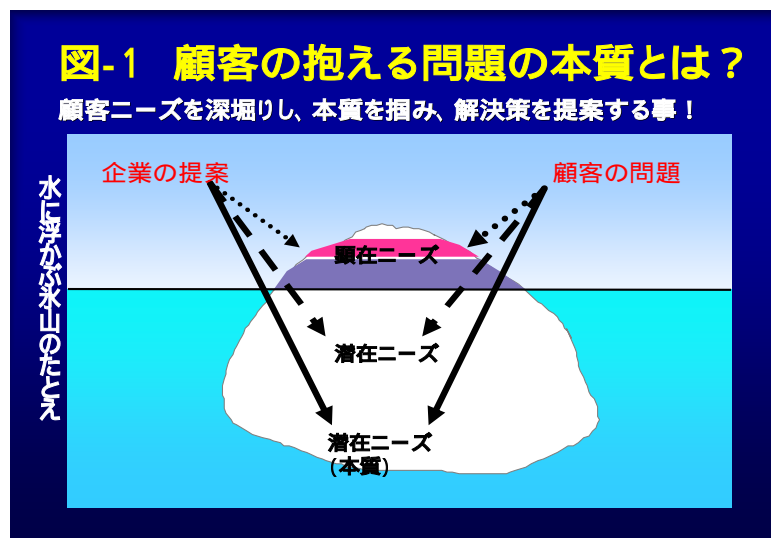 図-1 顧客の抱える問題の本質とは？
顧客ニーズを深堀りし、本質を掴み、解決策を提案する事！
水に浮かぶ氷山のたとえ
企業の提案
顧客の問題
顕在ニーズ
潜在ニーズ
潜在ニーズ
(本質)